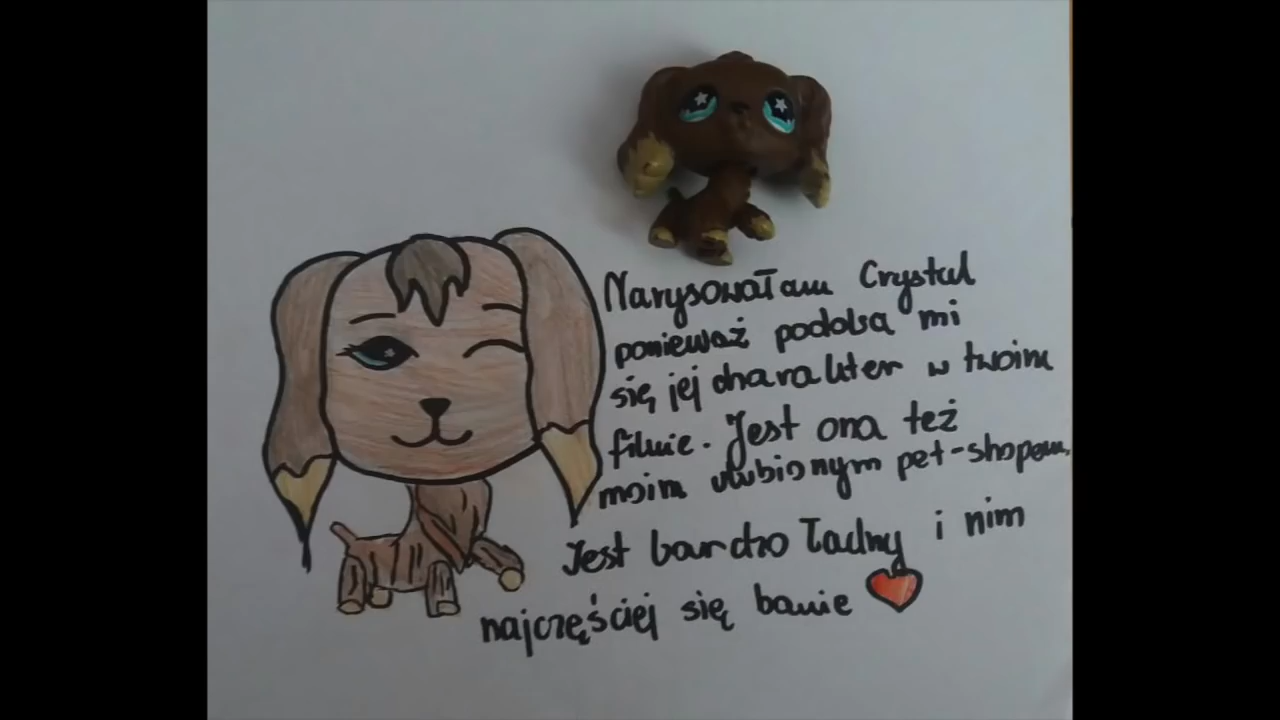 Narysowałam Crystal
ponieważ podoba mi
się jej charakter w twoim
filmie. Jest ona też
moim ulubionym pet-shopem.
Jest bardzo ładny i nim
najczęściej się bawie